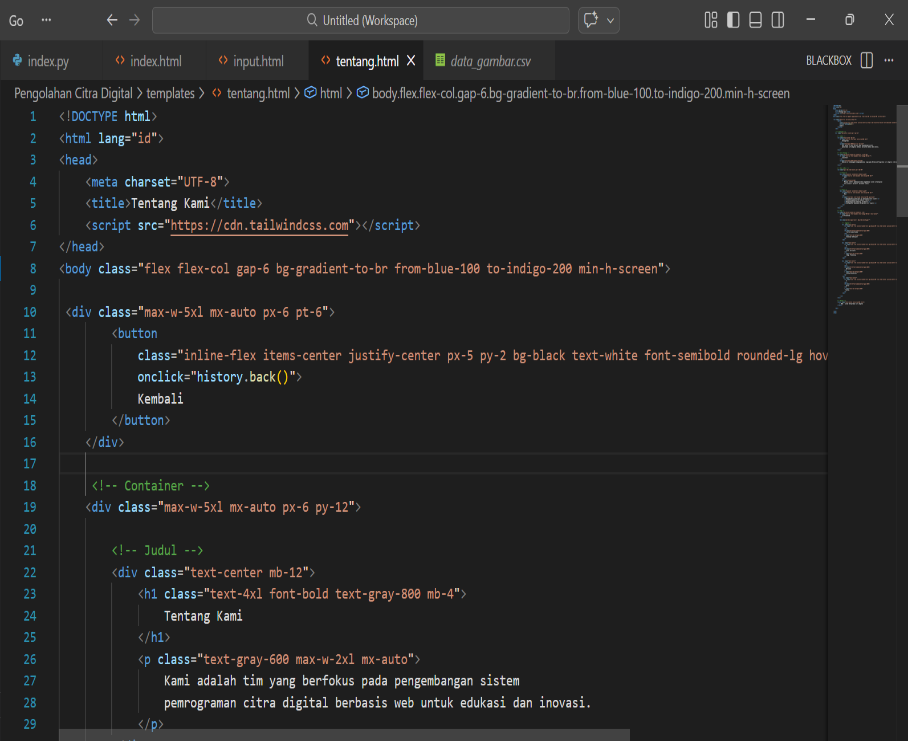 Go ··· Untitled (Workspace)
index.py index.html input.html tentang.html data_gambar.csv BLACKBOX ···
Pengolahan Citra Digital > templates > tentang.html > html > body.flex.flex-col.gap-6.bg-gradient-to-br.from-blue-100.to-indigo-200.min-h-screen
1 <!DOCTYPE html>
2 <html lang="id">
3 <head>
4 <meta charset="UTF-8">
5 <title>Tentang Kami</title>
6 <script src="https://cdn.tailwindcss.com"></script>
7 </head>
8 <body class="flex flex-col gap-6 bg-gradient-to-br from-blue-100 to-indigo-200 min-h-screen">
9
10 <div class="max-w-5xl mx-auto px-6 pt-6">
11 <button
12 class="inline-flex items-center justify-center px-5 py-2 bg-black text-white font-semibold rounded-lg hov
13 onclick="history.back()">
14 Kembali
15 </button>
16 </div>
17
18 <!-- Container -->
19 <div class="max-w-5xl mx-auto px-6 py-12">
20
21 <!-- Judul -->
22 <div class="text-center mb-12">
23 <h1 class="text-4xl font-bold text-gray-800 mb-4">
24 Tentang Kami
25 </h1>
26 <p class="text-gray-600 max-w-2xl mx-auto">
27 Kami adalah tim yang berfokus pada pengembangan sistem
28 pemrograman citra digital berbasis web untuk edukasi dan inovasi.
29 </p>